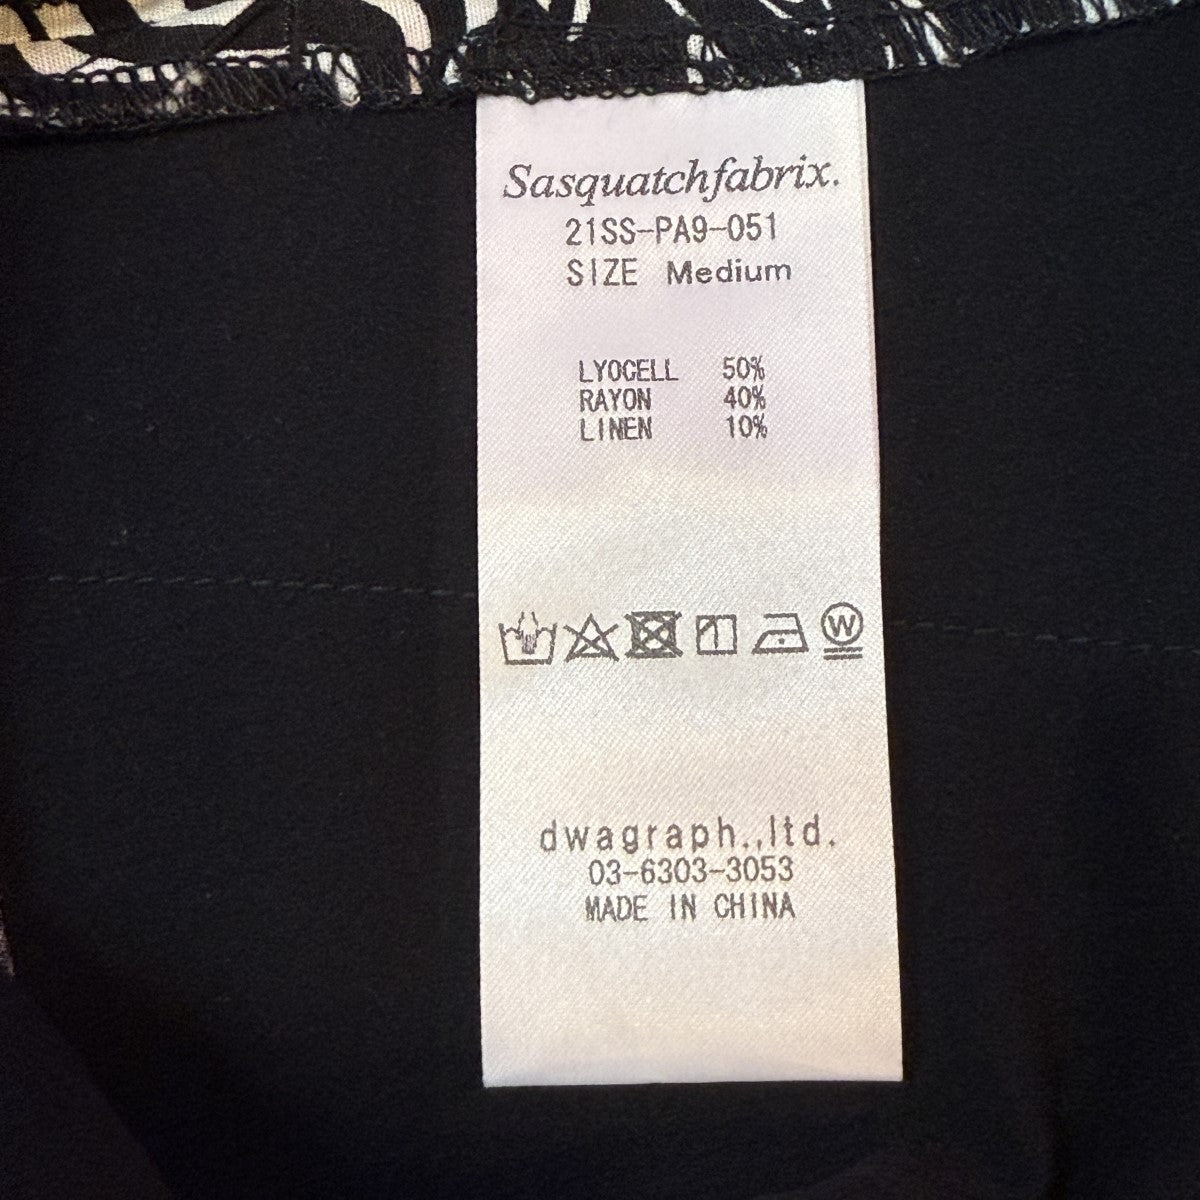 Sasquatchfabrix.
21SS-PA9-051
SIZE Medium
LYOCELL 50%
RAYON 40%
LINEN 10%
W
dwagraph.,ltd.
03-6303-3053
MADE IN CHINA